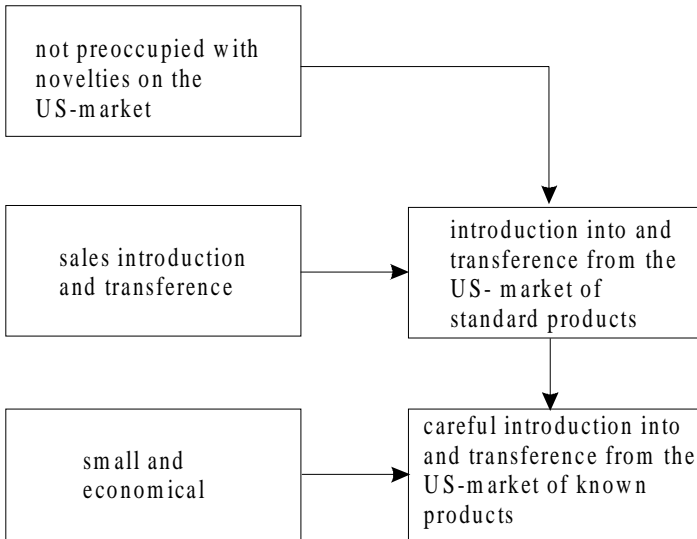 not preoccupied with
novelties on the
US-market
sales introduction
and transference
introduction into and
transference from the
US- market of
standard products
small and
economical
careful introduction into
and transference from the
US-market of known
products